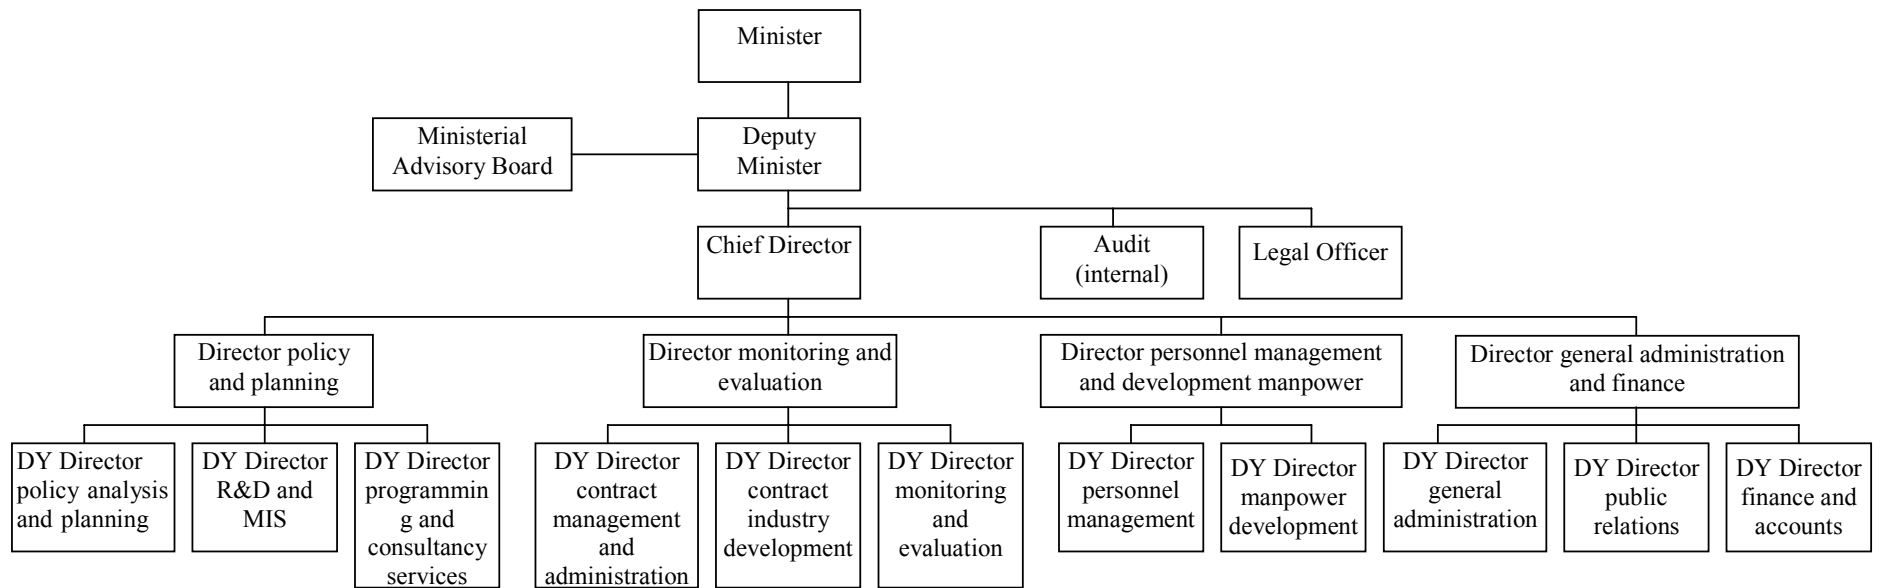 Minister
Ministerial
Advisory Board
Deputy
Minister
Chief Director
Audit
(internal)
Legal Officer
Director policy
and planning
Director monitoring and
evaluation
Director personnel management
and development manpower
Director general administration
and finance
DY Director
policy analysis
and planning
DY Director
R&D and
MIS
DY Director
programmin
g and
consultancy
services
DY Director
contract
management
and
administration
DY Director
contract
industry
development
DY Director
monitoring
and
evaluation
DY Director
personnel
management
DY Director
manpower
development
DY Director
general
administration
DY Director
public
relations
DY Director
finance and
accounts